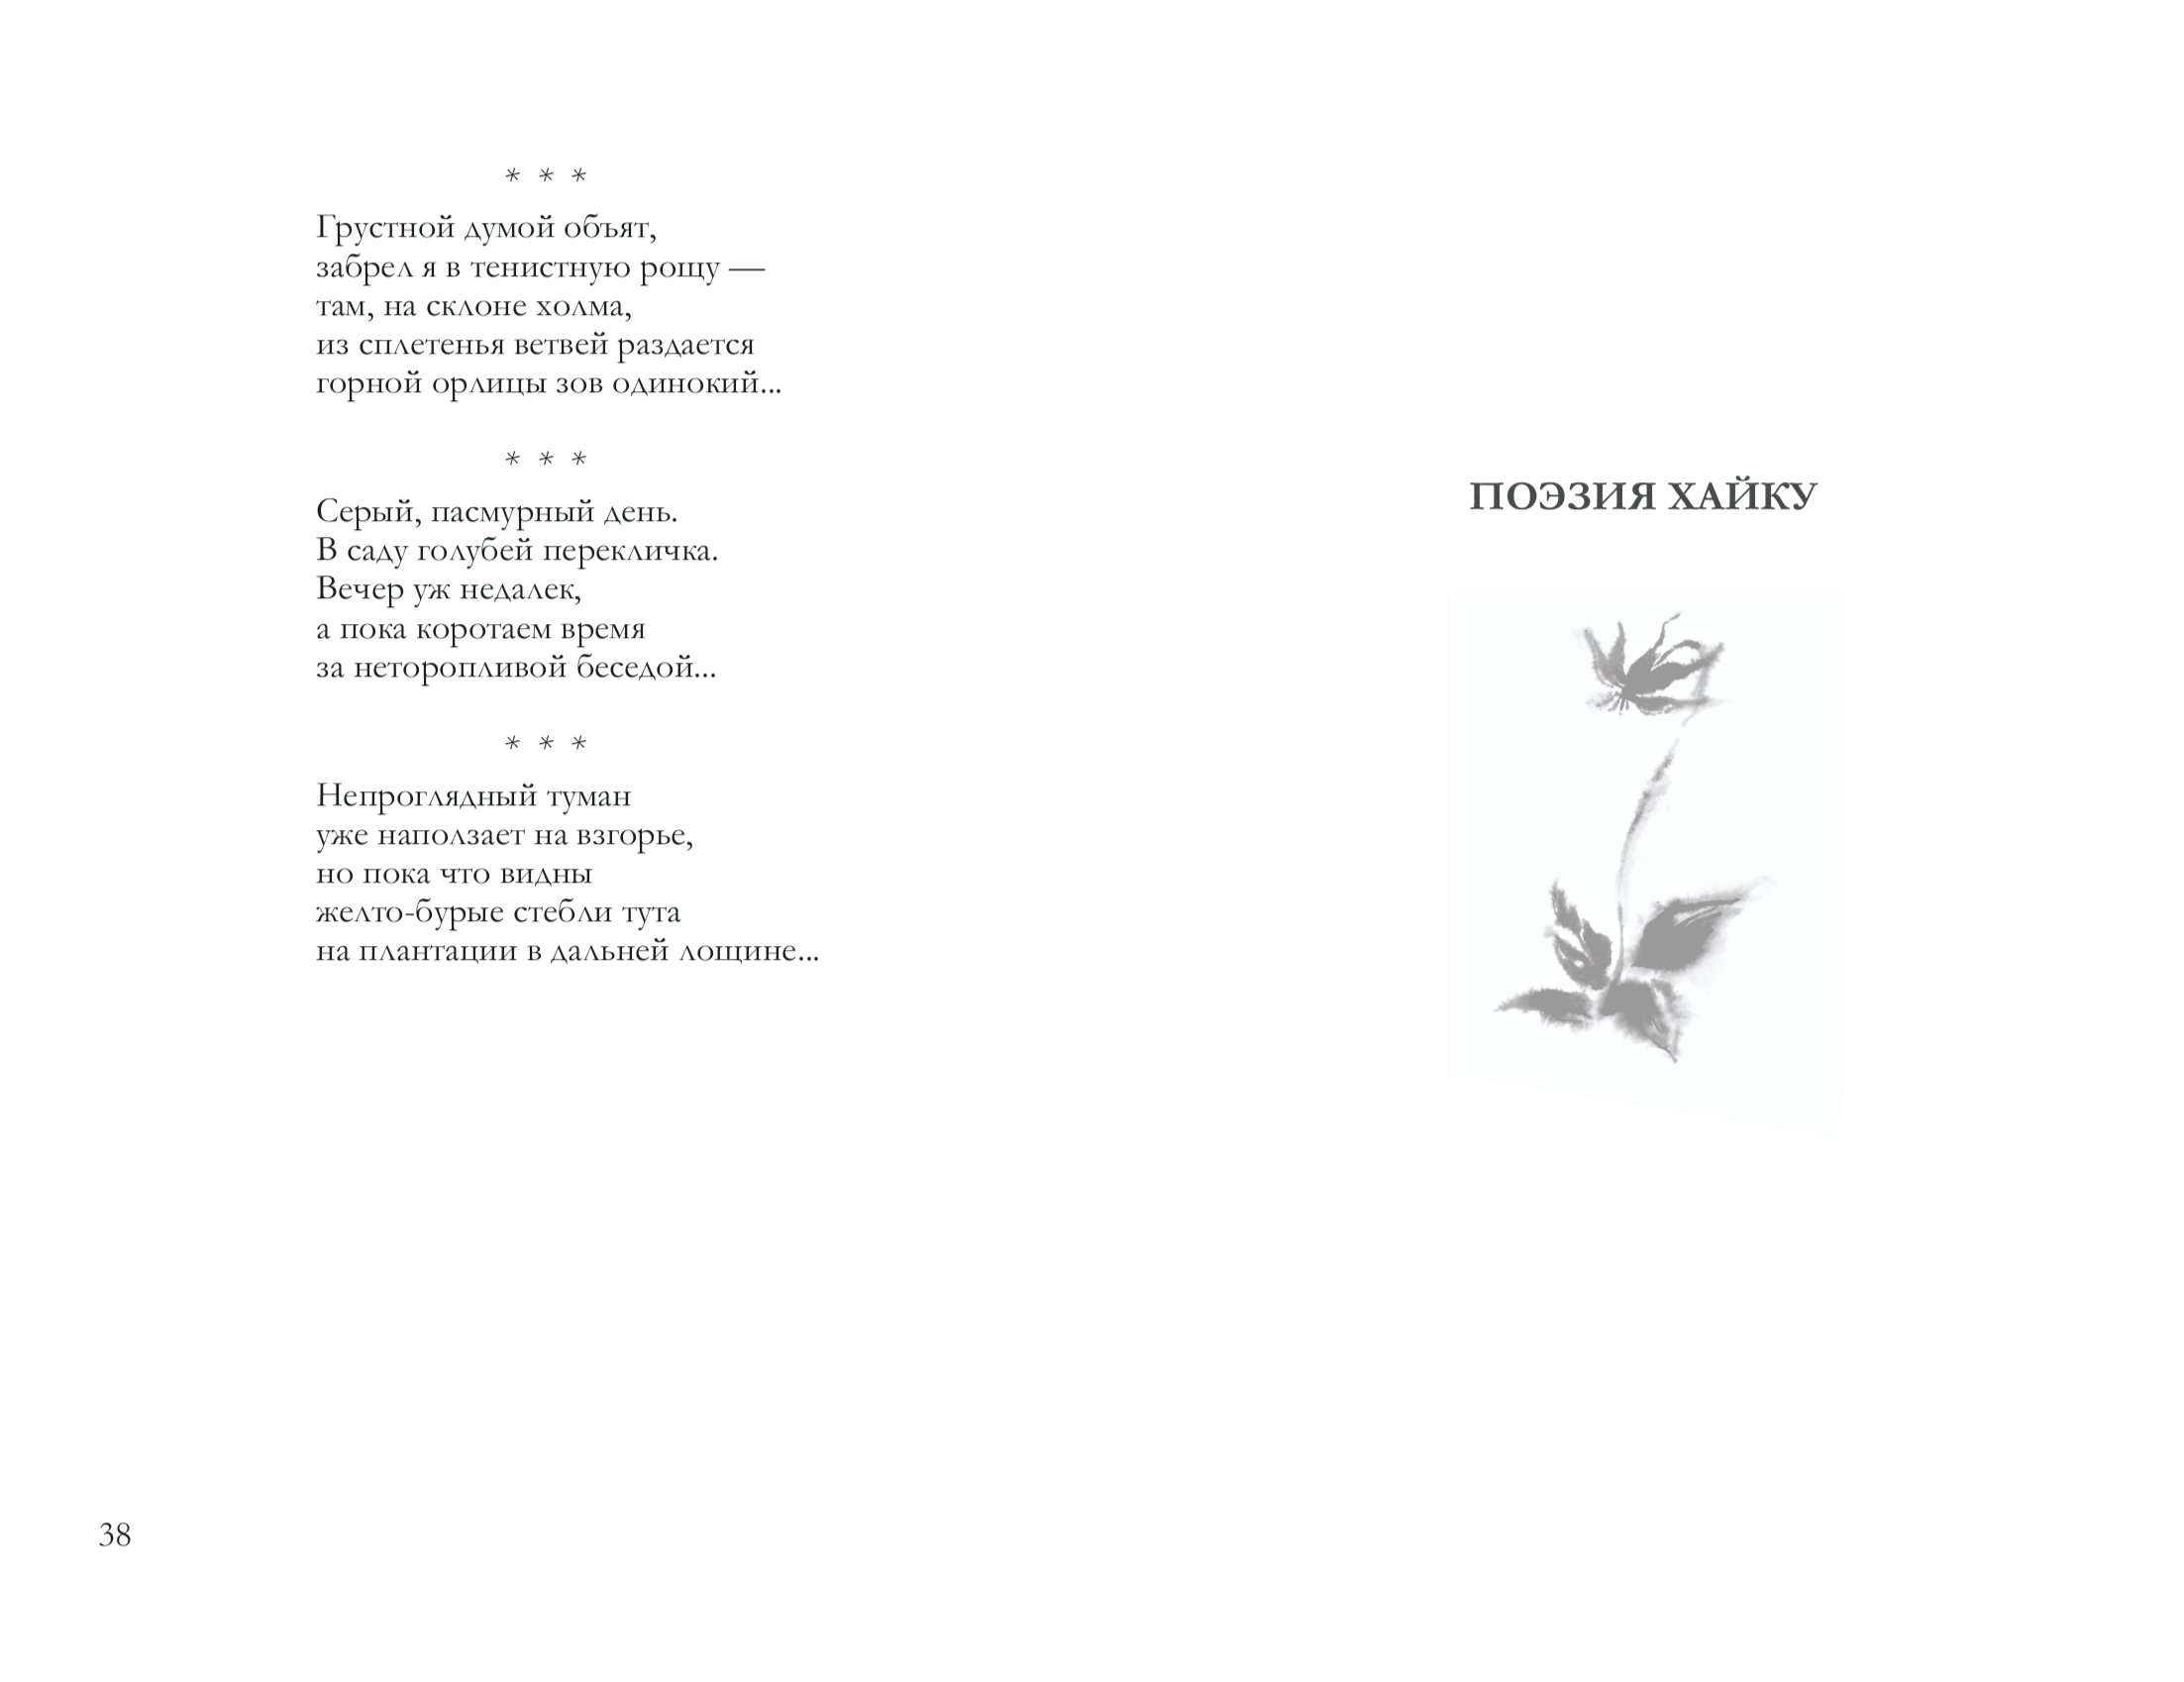 * * *
Грустной думой объят,
забрел я в тенистную рощу —
там, на склоне холма,
из сплетенья ветвей раздается
горной орлицы зов одинокий...
* * *
Серый, пасмурный день.
В саду голубей перекличка.
Вечер уж недалек,
а пока коротаем время
за неторопливой беседой...
* * *
Непроглядный туман
уже наползает на взгорье,
но пока что видны
желто-бурые стебли тута
на плантации в дальней лощине...
38
ПОЭЗИЯ ХАЙКУ